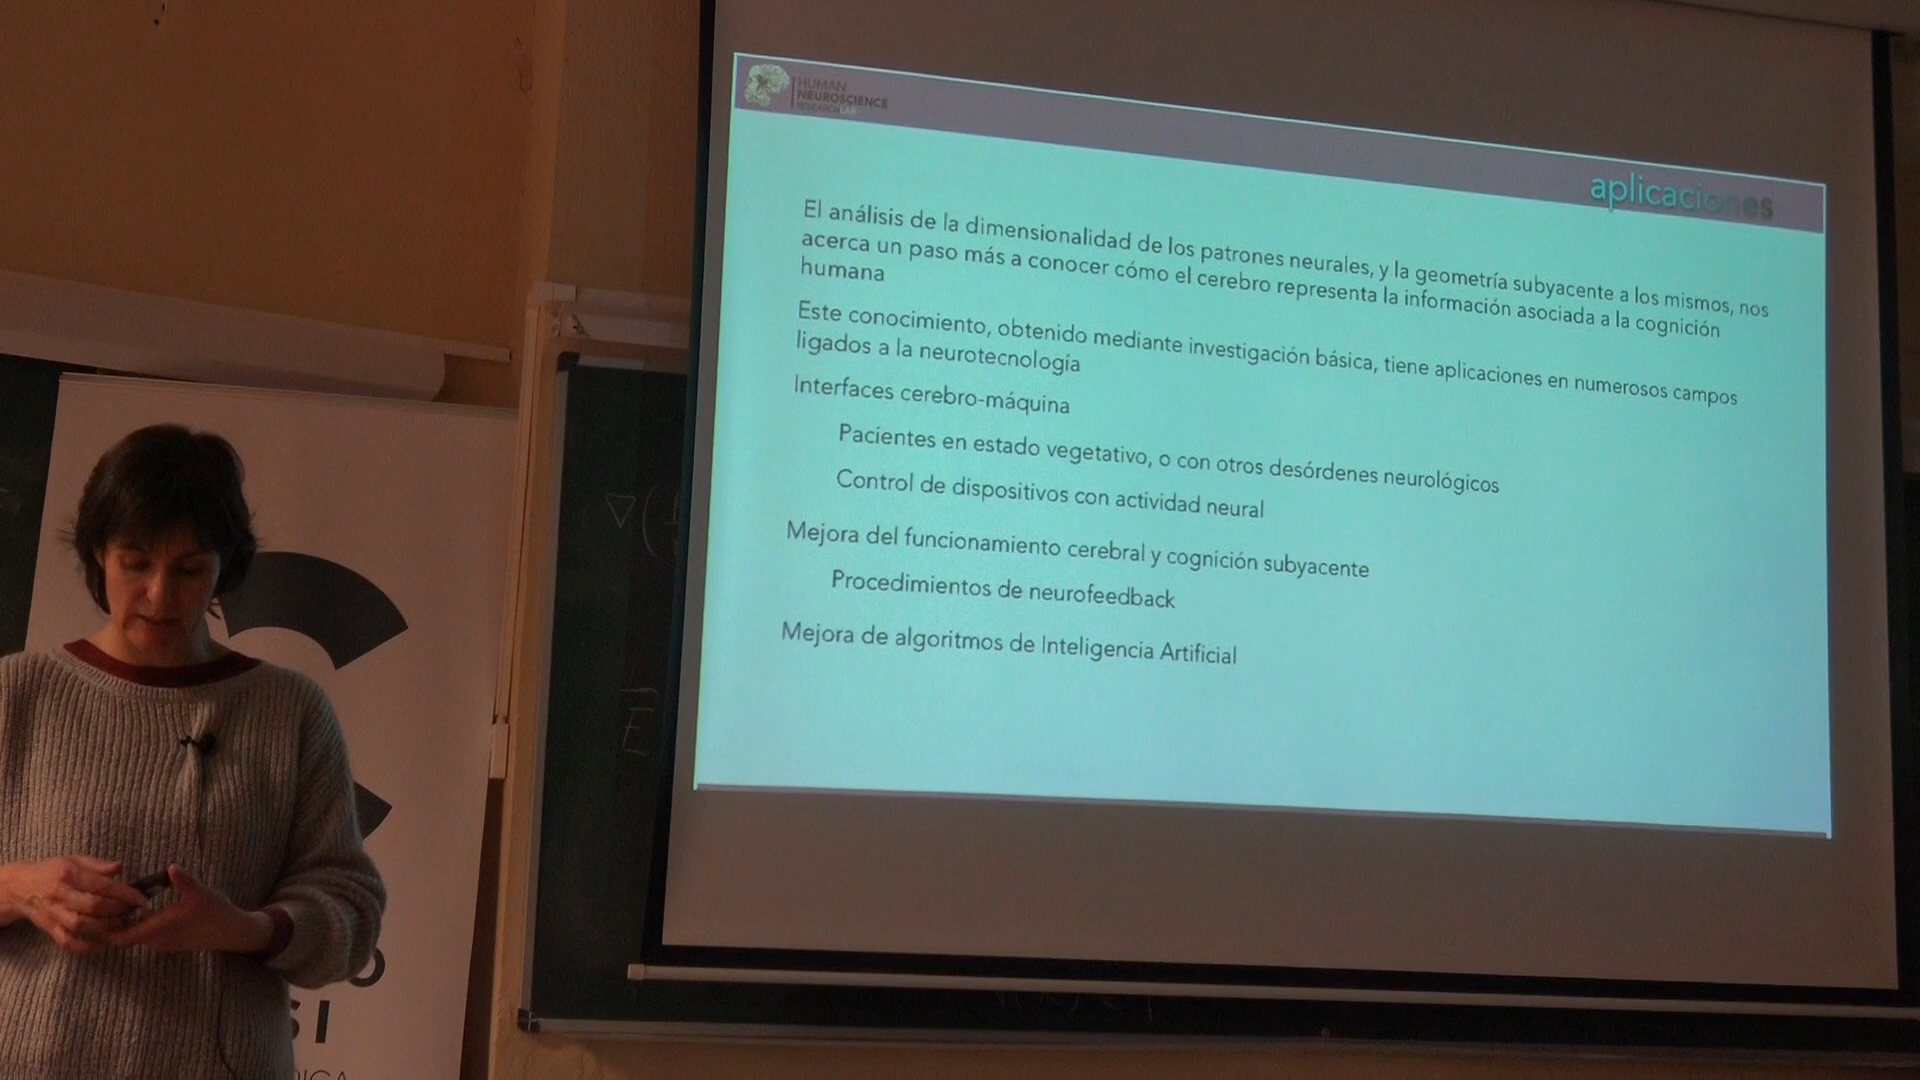 HUMAN
NEUROSCIENCE
RESEARCH LAB
aplicaciones
El análisis de la dimensionalidad de los patrones neurales, y la geometría subyacente a los mismos, nos
acerca un paso más a conocer cómo el cerebro representa la información asociada a la cognición
humana
Este conocimiento, obtenido mediante investigación básica, tiene aplicaciones en numerosos campos
ligados a la neurotecnología
Interfaces cerebro-máquina
Pacientes en estado vegetativo, o con otros desórdenes neurológicos
Control de dispositivos con actividad neural
Mejora del funcionamiento cerebral y cognición subyacente
Procedimientos de neurofeedback
Mejora de algoritmos de Inteligencia Artificial
E